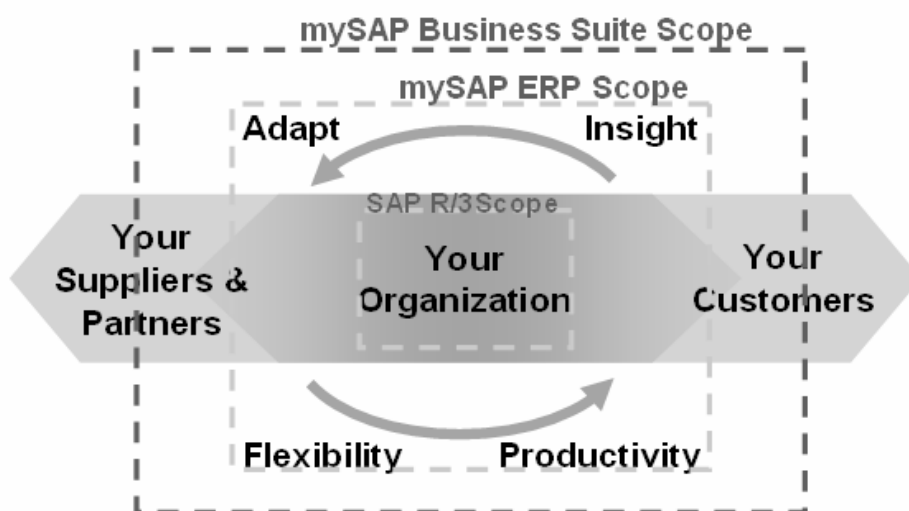 mySAP Business Suite Scope
mySAP ERP Scope
Adapt
Insight
SAP R/3Scope
Your
Suppliers &
Partners
Your
Organization
Your
Customers
Flexibility
Productivity